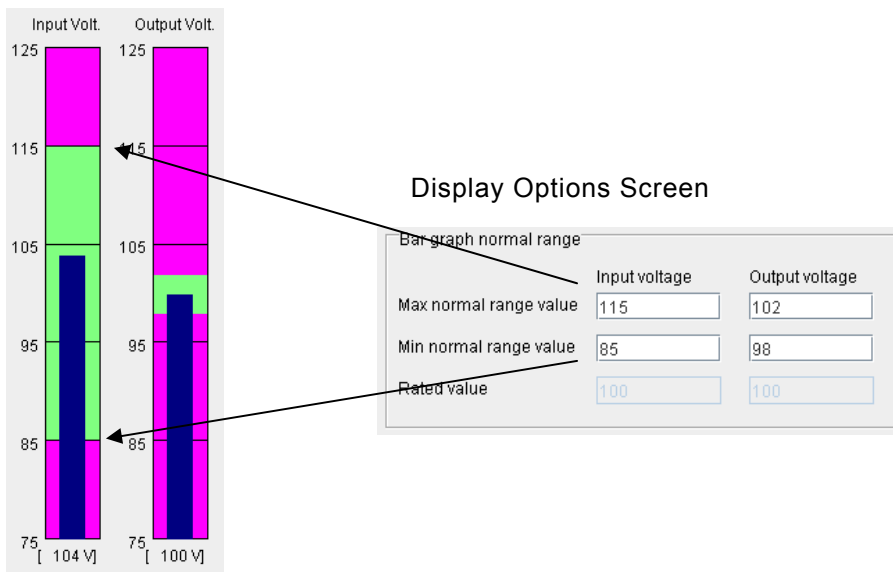 Input Volt. Output Volt.
125 125
115 115
105 105
95 95
85 85
75 75
[ 104 V] [ 100 V]
Display Options Screen
Bar graph normal range
Input voltage Output voltage
Max normal range value 115 102
Min normal range value 85 98
Rated value 100 100